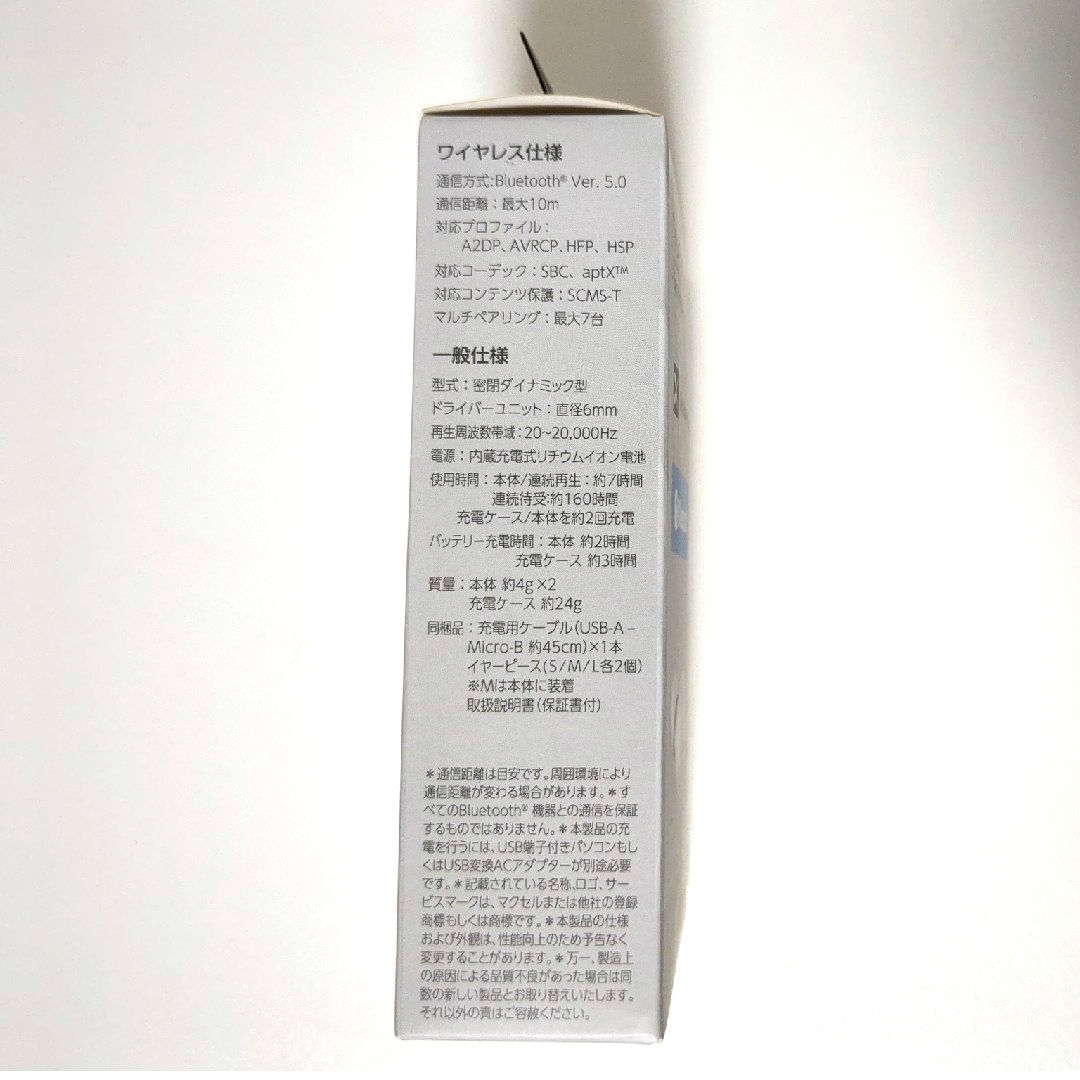 ワイヤレス仕様
通信方式:Bluetooth® Ver. 5.0
通信距離：最大10m
対応プロファイル：
A2DP、AVRCP、HFP、HSP
対応コーデック：SBC、aptX™
対応コンテンツ保護：SCMS-T
マルチペアリング：最大7台
一般仕様
型式：密閉ダイナミック型
ドライバーユニット：直径6mm
再生周波数帯域：20~20,000Hz
電源：内蔵充電式リチウムイオン電池
使用時間：本体/連続再生：約7時間
連続待受:約160時間
充電ケース/本体を約2回充電
バッテリー充電時間：本体 約2時間
充電ケース 約3時間
質量：本体 約4g×2
充電ケース 約24g
同梱品：充電用ケーブル(USB-A –
Micro-B 約45cm)×1本
イヤーピース(S/M/L各2個)
※Mは本体に装着
取扱説明書(保証書付)
＊通信距離は目安です。周囲環境により
通信距離が変わる場合があります。＊す
べてのBluetooth® 機器との通信を保証
するものではありません。＊本製品の充
電を行うには、USB端子付きパソコンもし
くはUSB変換ACアダプターが別途必要
です。＊記載されている名称、ロゴ、サー
ビスマークは、マクセルまたは他社の登録
商標もしくは商標です。＊本製品の仕様
および外観は、性能向上のため予告なく
変更することがあります。＊万一、製造上
の原因による品質不良があった場合は同
数の新しい製品とお取り替えいたします。
それ以外の責はご容赦ください。